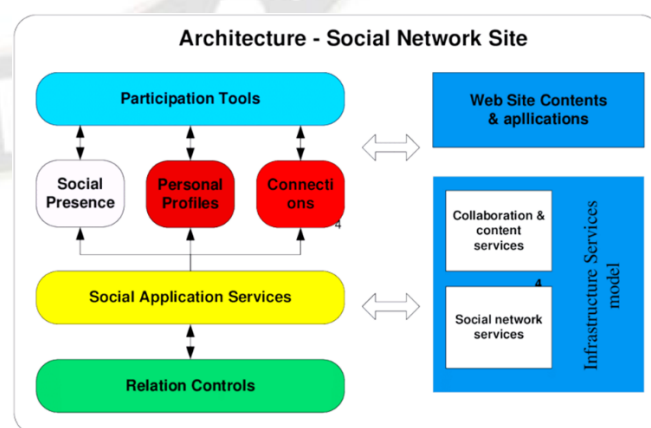 Architecture - Social Network Site
Participation Tools
Web Site Contents
& apllications
Social
Presence
Personal
Profiles
Connecti
ons
4
Collaboration &
content
services
4
Social network
services
Infrastructure Services
model
Social Application Services
Relation Controls